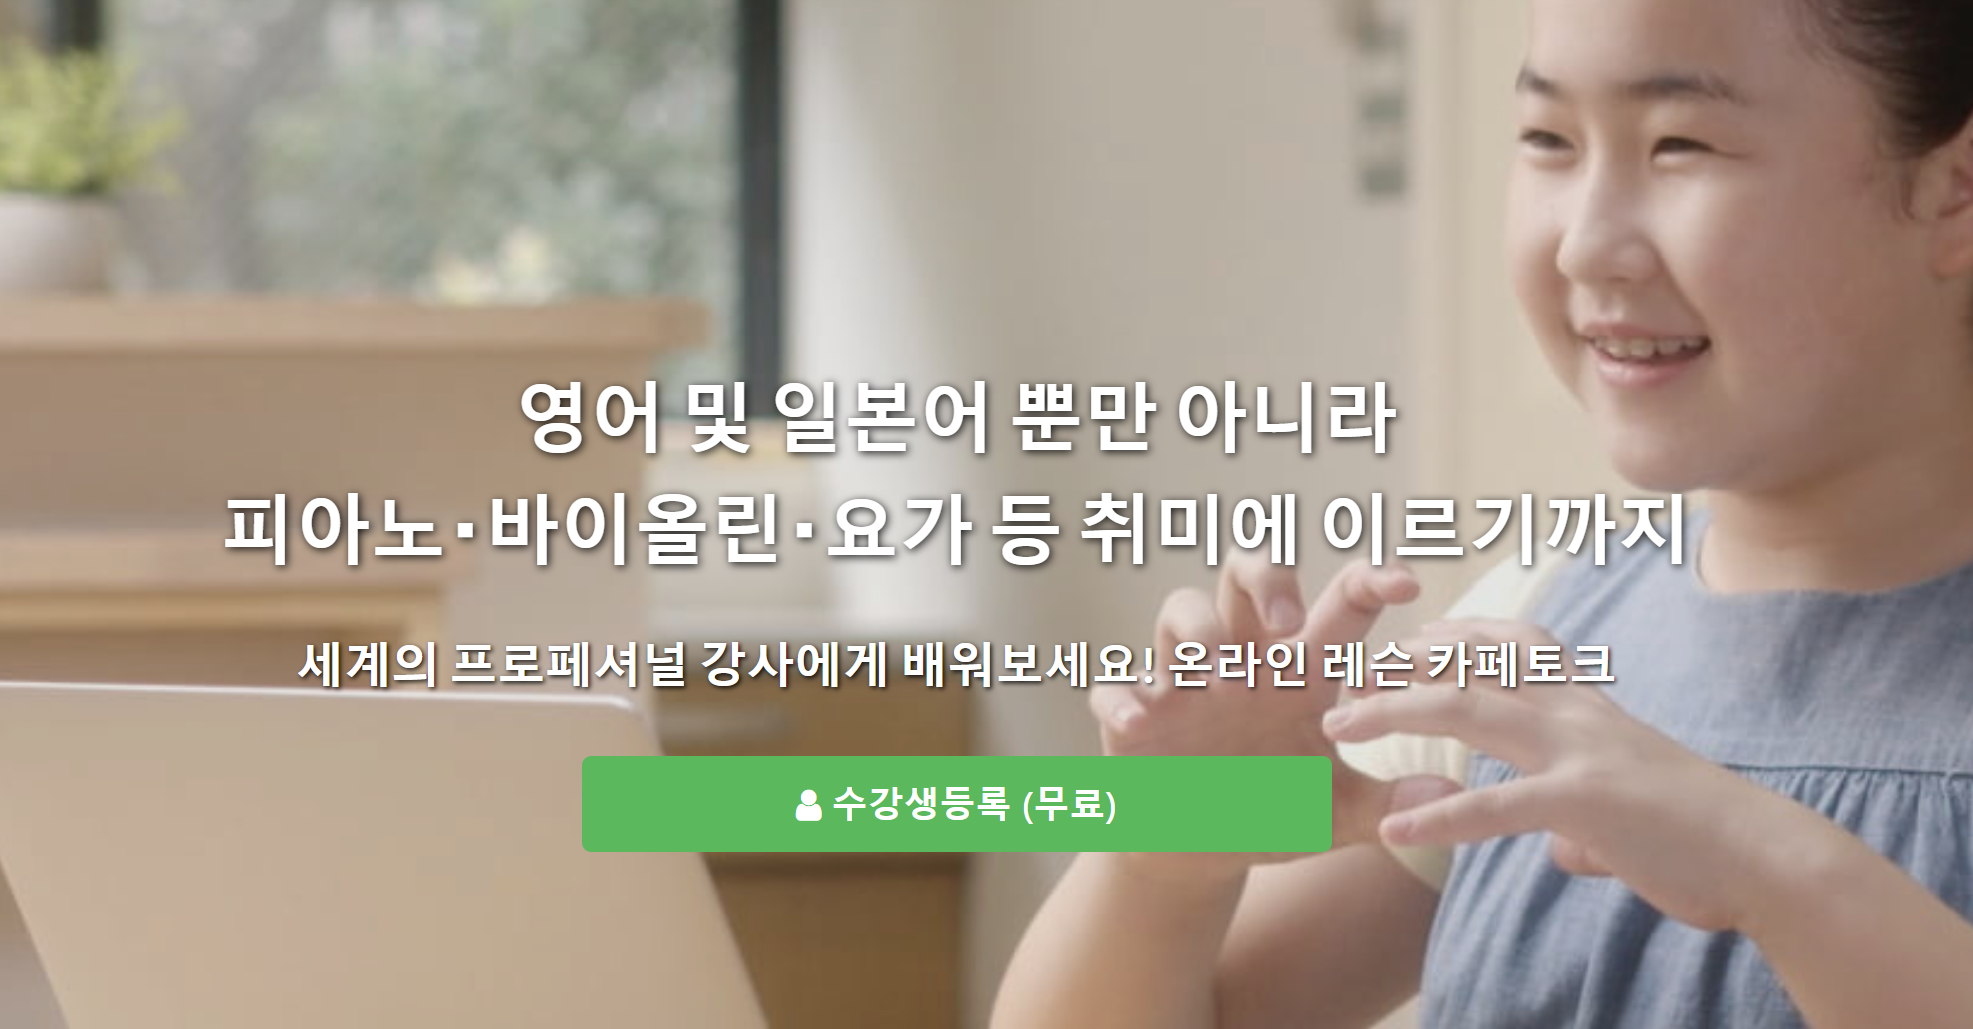 영어 및 일본어 뿐만 아니라
피아노·바이올린·요가 등 취미에 이르기까지
세계의 프로페셔널 강사에게 배워보세요! 온라인 레슨 카페토크
수강생등록 (무료)